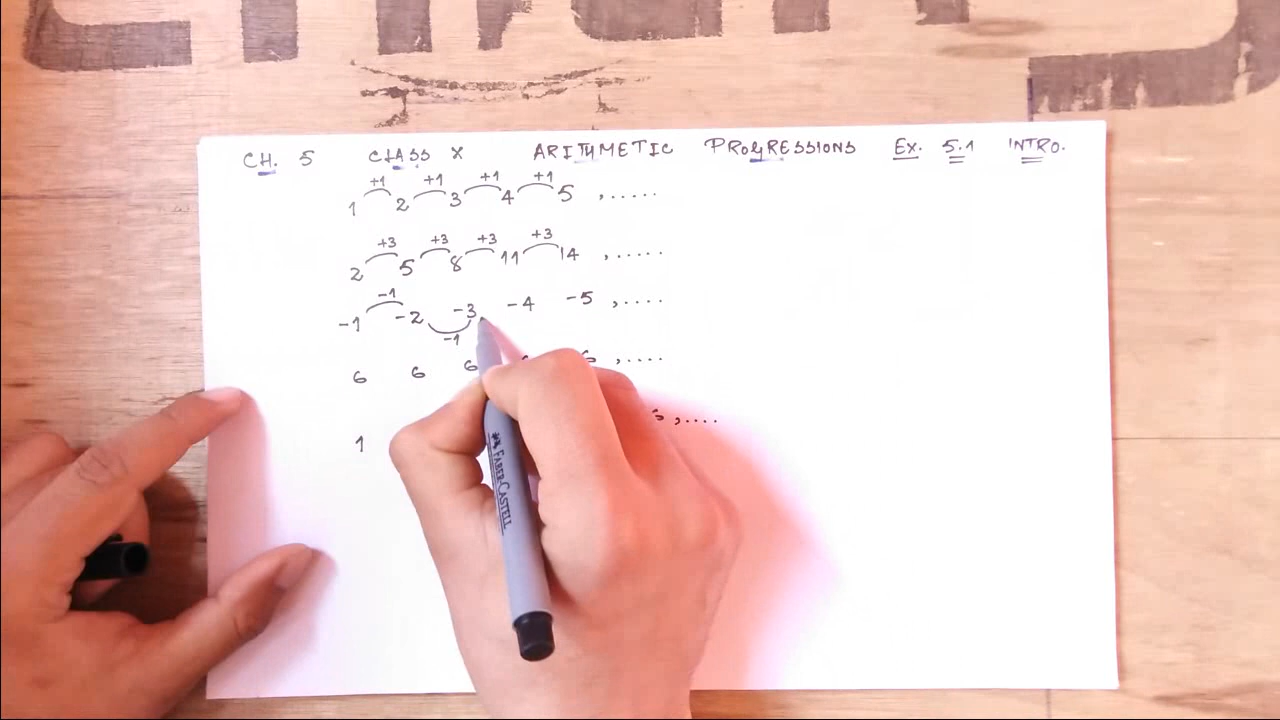 CH. 5 CLASS X ARITHMETIC PROGRESSIONS Ex. 5.1 INTRO.
+1 +1 +1 +1
1 2 3 4 5 ,.....
+3 +3 +3 +3
2 5 8 11 14 ,.....
-1
-1 -2 -3 -4 -5 ,....
-1
6 6 6 6 6 ,....
1 ,....
FABER-CASTELL